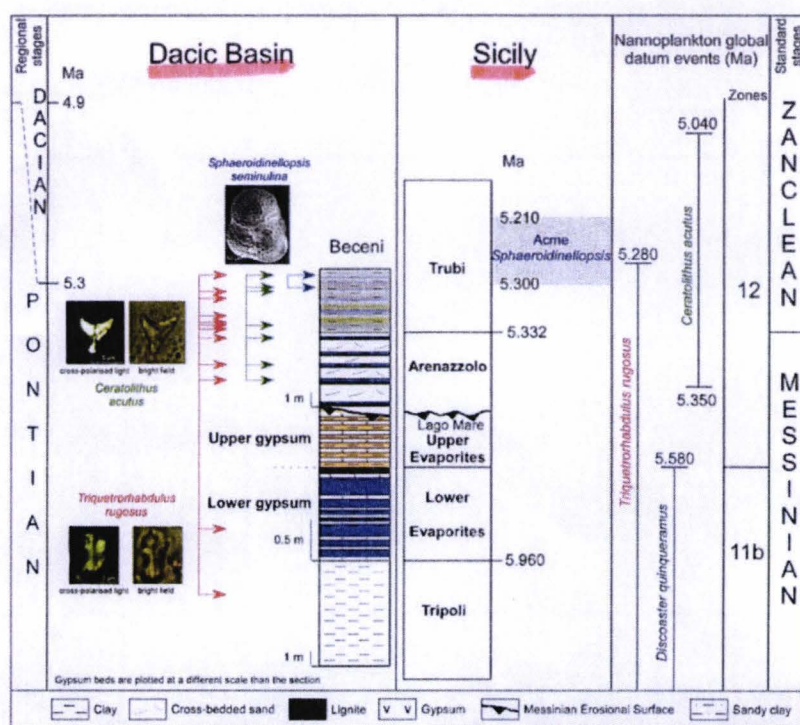 Regional
stages
Dacic Basin
Sicily
Nannoplankton global
datum events (Ma)
Standard
stages
Ma
Zones
4.9
DACIAN
5.040
Sphaeroidinellopsis
seminulina
Ma
ZANCLEAN
Beceni
5.210
Acme
Sphaeroidinellopsis
5.280
Trubi
5.300
5.3
Ceratolithus acutus
12
PONTIAN
5.332
cross-polarised light
bright field
Ceratolithus
acutus
Arenazzolo
5.350
1 m
Lago Mare
Upper gypsum
Upper
Evaporites
Triquetrorhabdulus rugosus
5.580
MESSINIAN
Triquetrorhabdulus
rugosus
Lower gypsum
Lower
Evaporites
0.5 m
11b
5.960
cross-polarised light
bright field
Discoaster quinqueramus
Tripoli
1 m
Gypsum beds are plotted at a different scale than the section
Clay
Cross-bedded sand
Lignite
Gypsum
Messinian Erosional Surface
Sandy clay